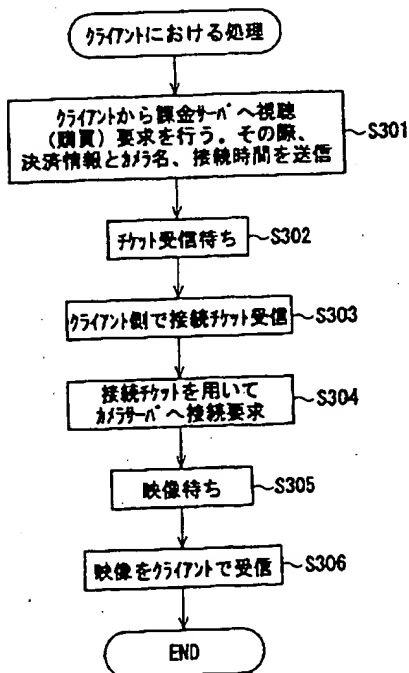 クライアントにおける処理
クライアントから課金サーバへ視聴
(購買)要求を行う。その際、
決済情報とカメラ名、接続時間を送信
S301
チケット受信待ち
S302
クライアント側で接続チケット受信
S303
接続チケットを用いて
カメラサーバへ接続要求
S304
映像待ち
S305
映像をクライアントで受信
S306
END